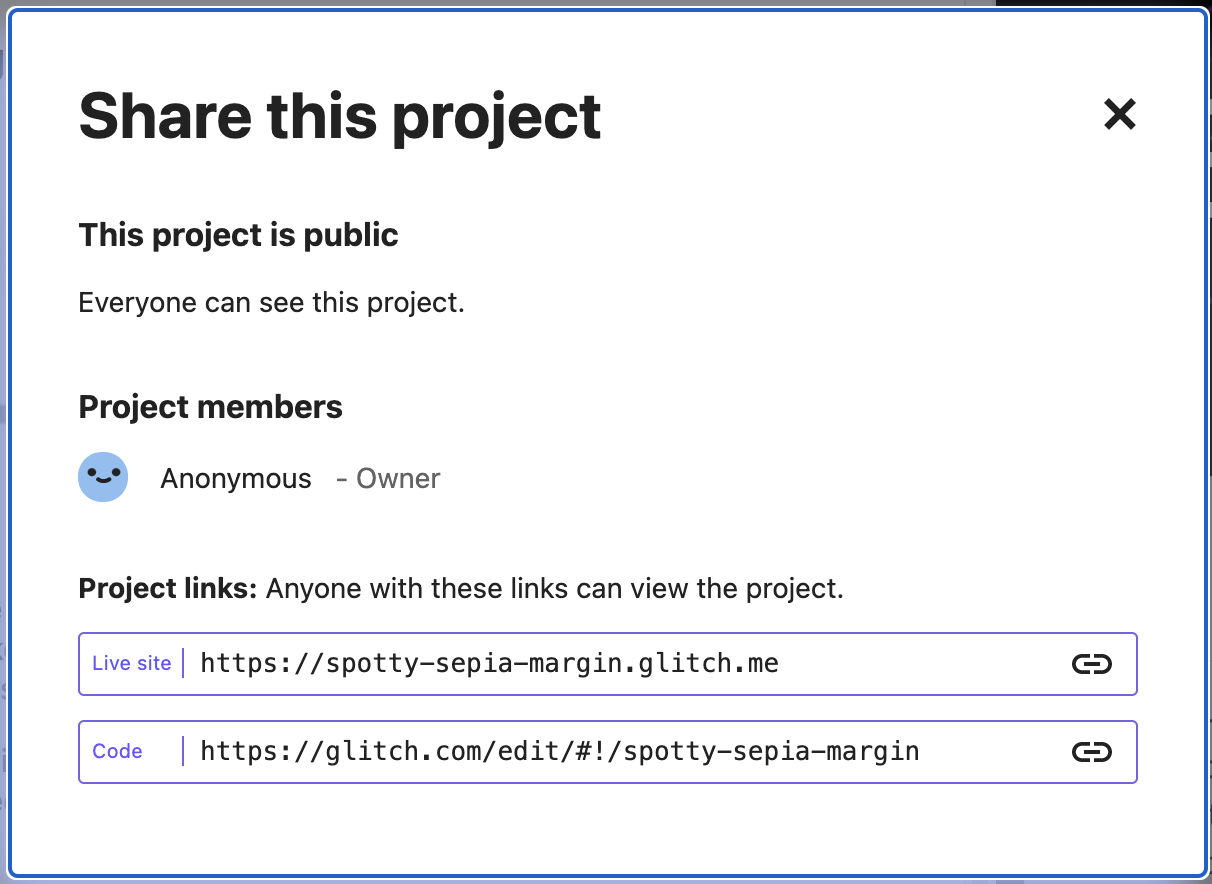 Share this project
This project is public
Everyone can see this project.
Project members
Anonymous - Owner
Project links: Anyone with these links can view the project.
Live site https://spotty-sepia-margin.glitch.me
Code https://glitch.com/edit/#!/spotty-sepia-margin